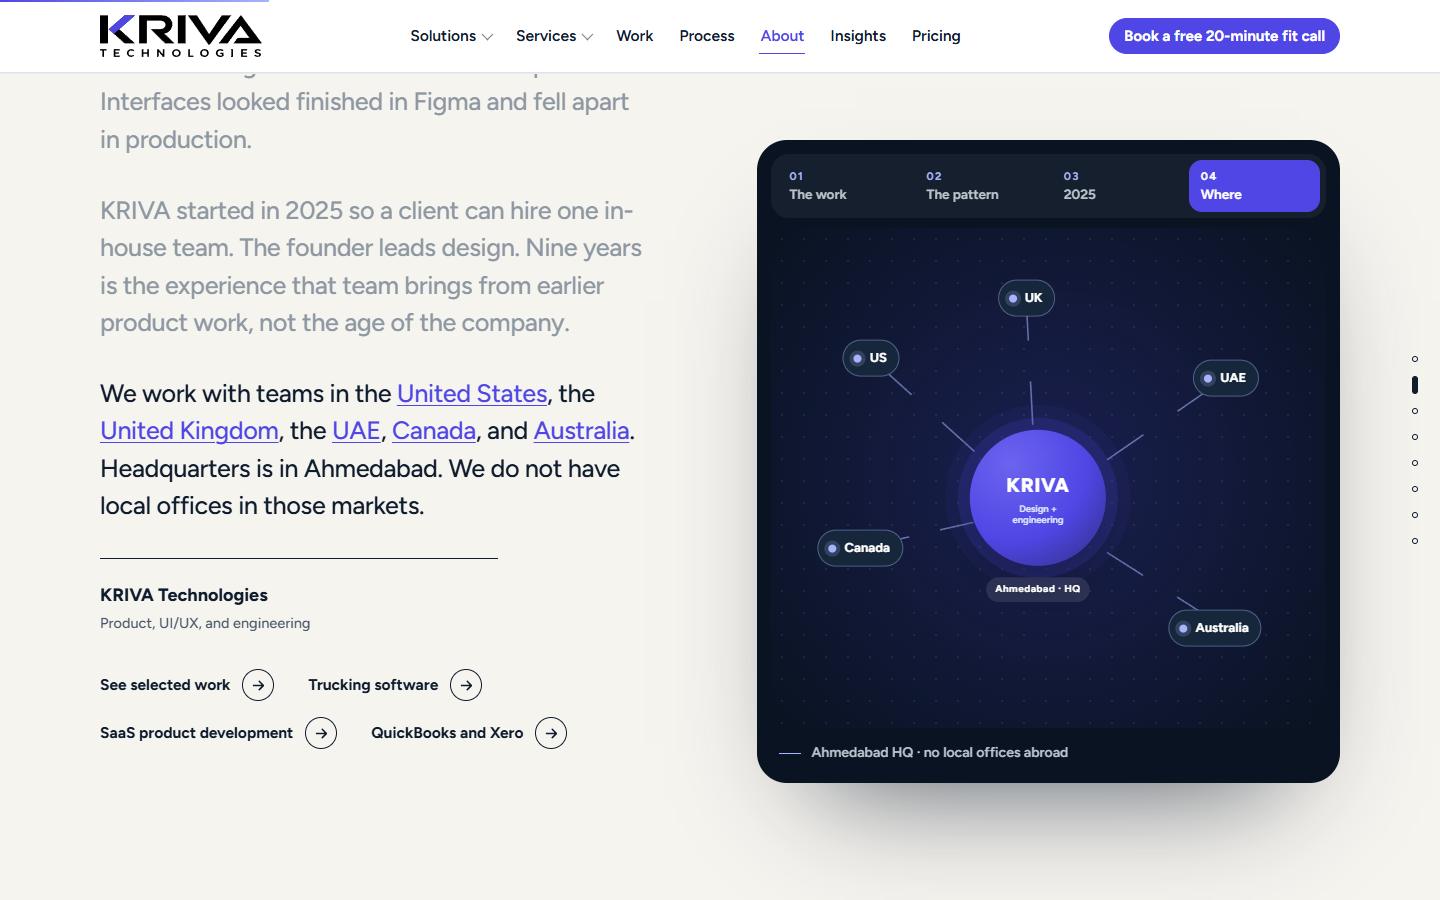 KRIVA
TECHNOLOGIES
Solutions
Services
Work
Process
About
Insights
Pricing
Book a free 20-minute fit call
Interfaces looked finished in Figma and fell apart
in production.
KRIVA started in 2025 so a client can hire one in-
house team. The founder leads design. Nine years
is the experience that team brings from earlier
product work, not the age of the company.
We work with teams in the United States, the
United Kingdom, the UAE, Canada, and Australia.
Headquarters is in Ahmedabad. We do not have
local offices in those markets.
KRIVA Technologies
Product, UI/UX, and engineering
See selected work
Trucking software
SaaS product development
QuickBooks and Xero
01
The work
02
The pattern
03
2025
04
Where
UK
US
UAE
KRIVA
Design +
engineering
Canada
Ahmedabad · HQ
Australia
Ahmedabad HQ · no local offices abroad